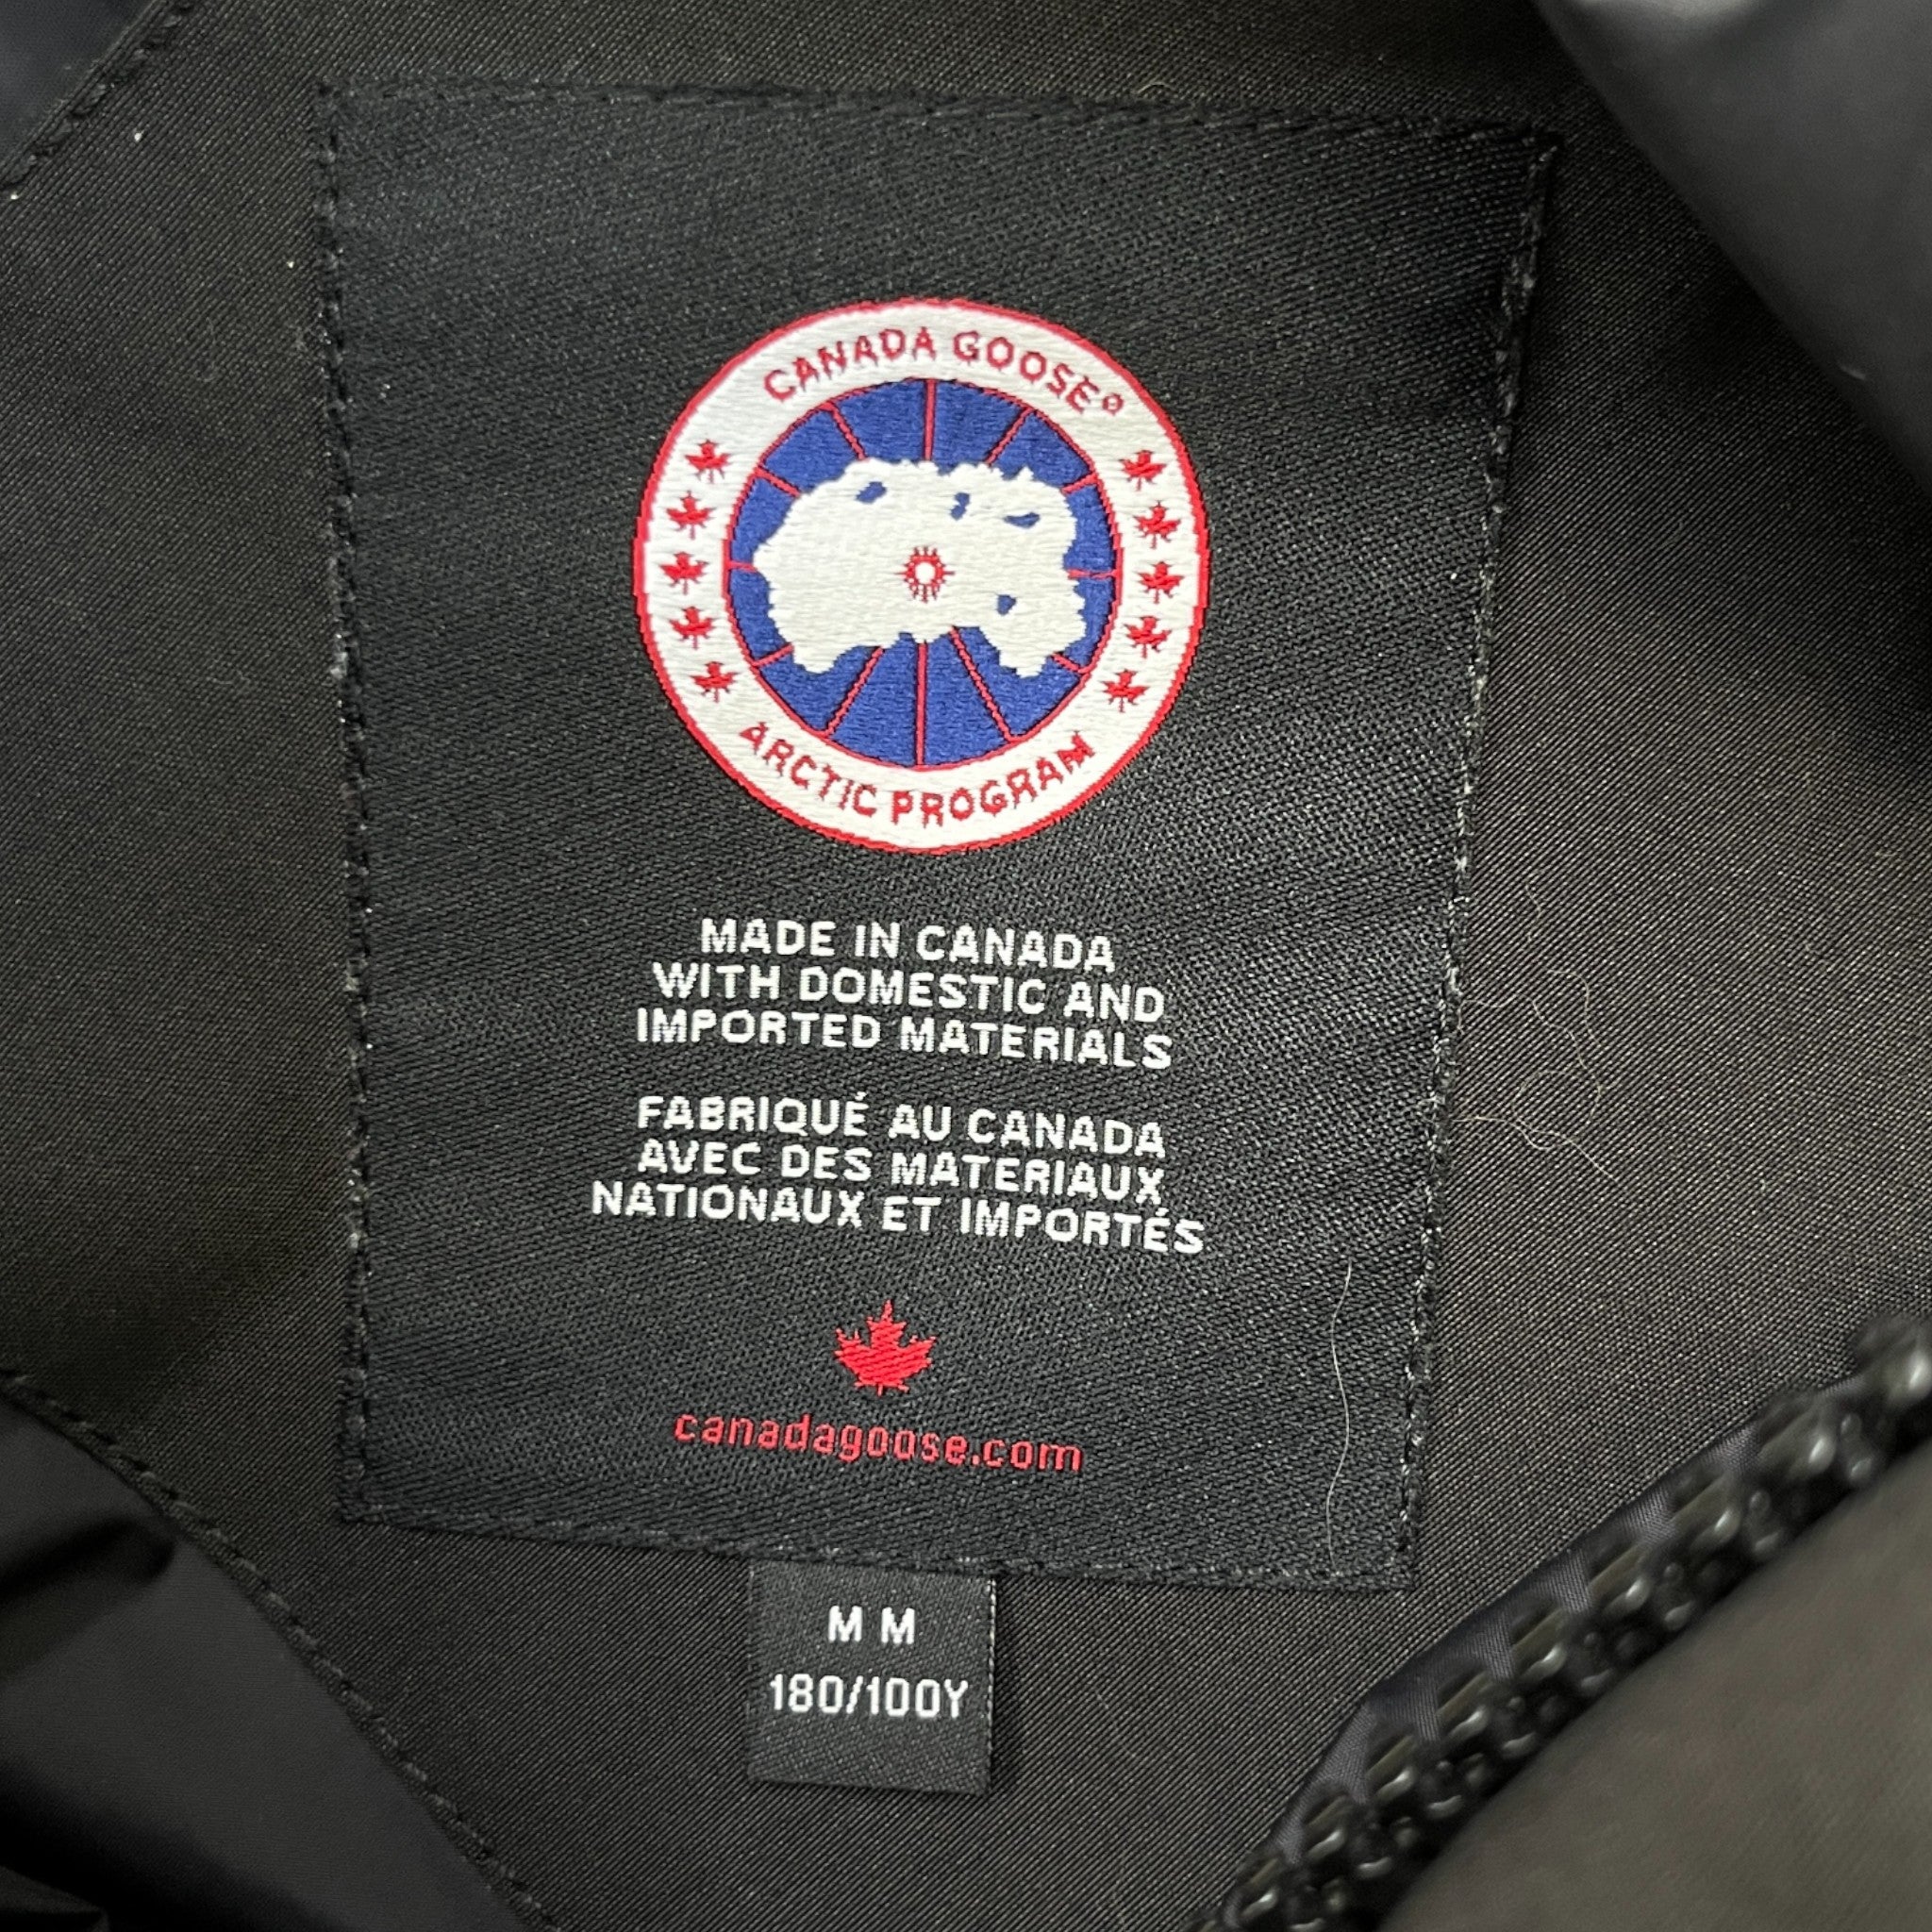 CANADA GOOSE®
ARCTIC PROGRAM
MADE IN CANADA
WITH DOMESTIC AND
IMPORTED MATERIALS
FABRIQUÉ AU CANADA
AVEC DES MATERIAUX
NATIONAUX ET IMPORTÉS
canadagoose.com
M M
180/100Y